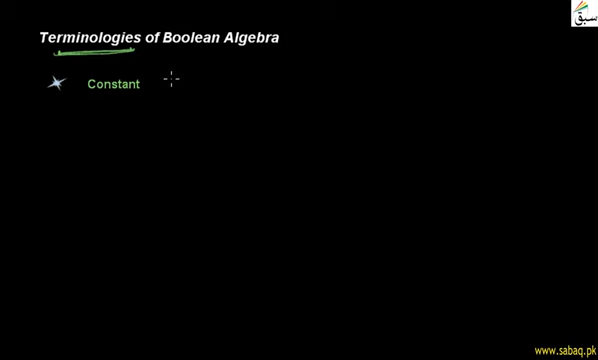 Terminologies of Boolean Algebra
Constant
سبق
www.sabaq.pk